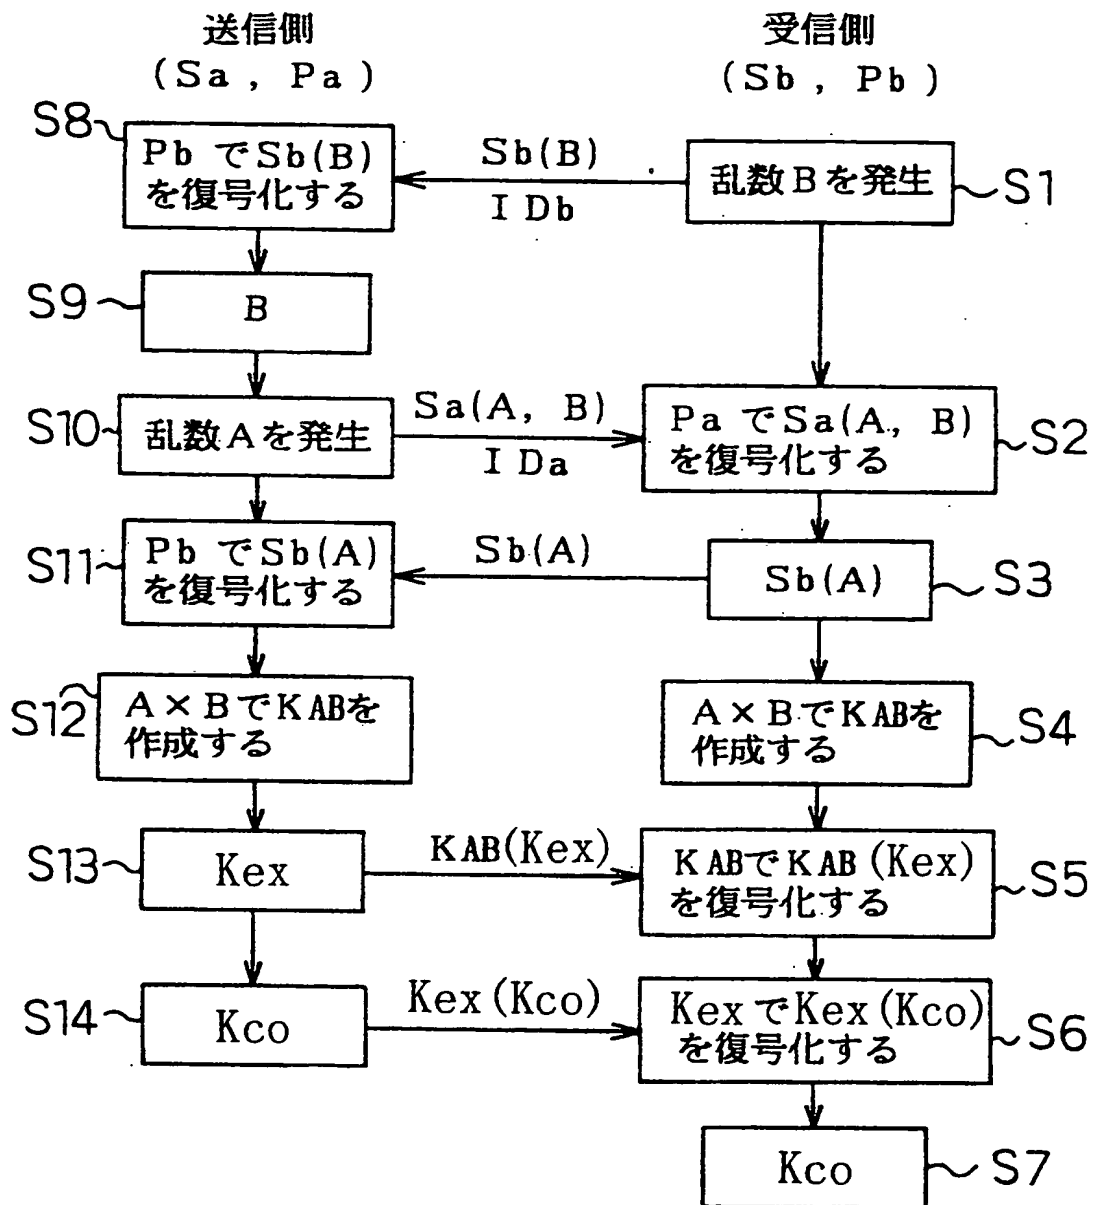 送信側
(Sa, Pa)
受信側
(Sb, Pb)
S8
Pb でSb(B)
を復号化する
Sb(B)
IDb
乱数Bを発生
S1
S9
B
S10
乱数Aを発生
Sa(A, B)
IDa
Pa でSa(A, B)
を復号化する
S2
S11
Pb でSb(A)
を復号化する
Sb(A)
Sb(A)
S3
S12
A×BでKABを
作成する
A×BでKABを
作成する
S4
S13
Kex
KAB(Kex)
KABでKAB(Kex)
を復号化する
S5
S14
Kco
Kex(Kco)
KexでKex(Kco)
を復号化する
S6
Kco
S7